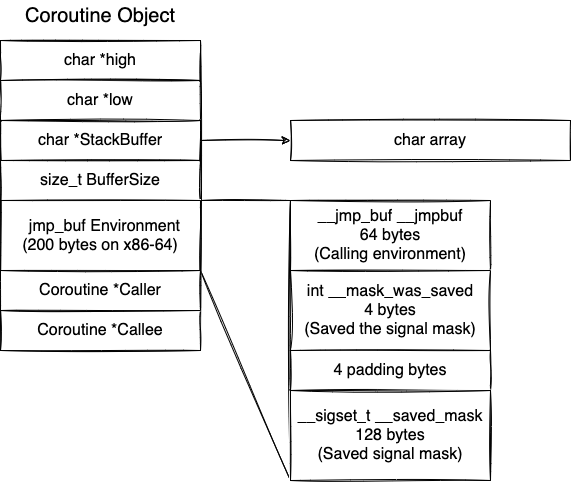 Coroutine Object
char *high
char *low
char *StackBuffer
char array
size_t BufferSize
jmp_buf Environment
(200 bytes on x86-64)
Coroutine *Caller
Coroutine *Callee
__jmp_buf __jmpbuf
64 bytes
(Calling environment)
int __mask_was_saved
4 bytes
(Saved the signal mask)
4 padding bytes
__sigset_t __saved_mask
128 bytes
(Saved signal mask)